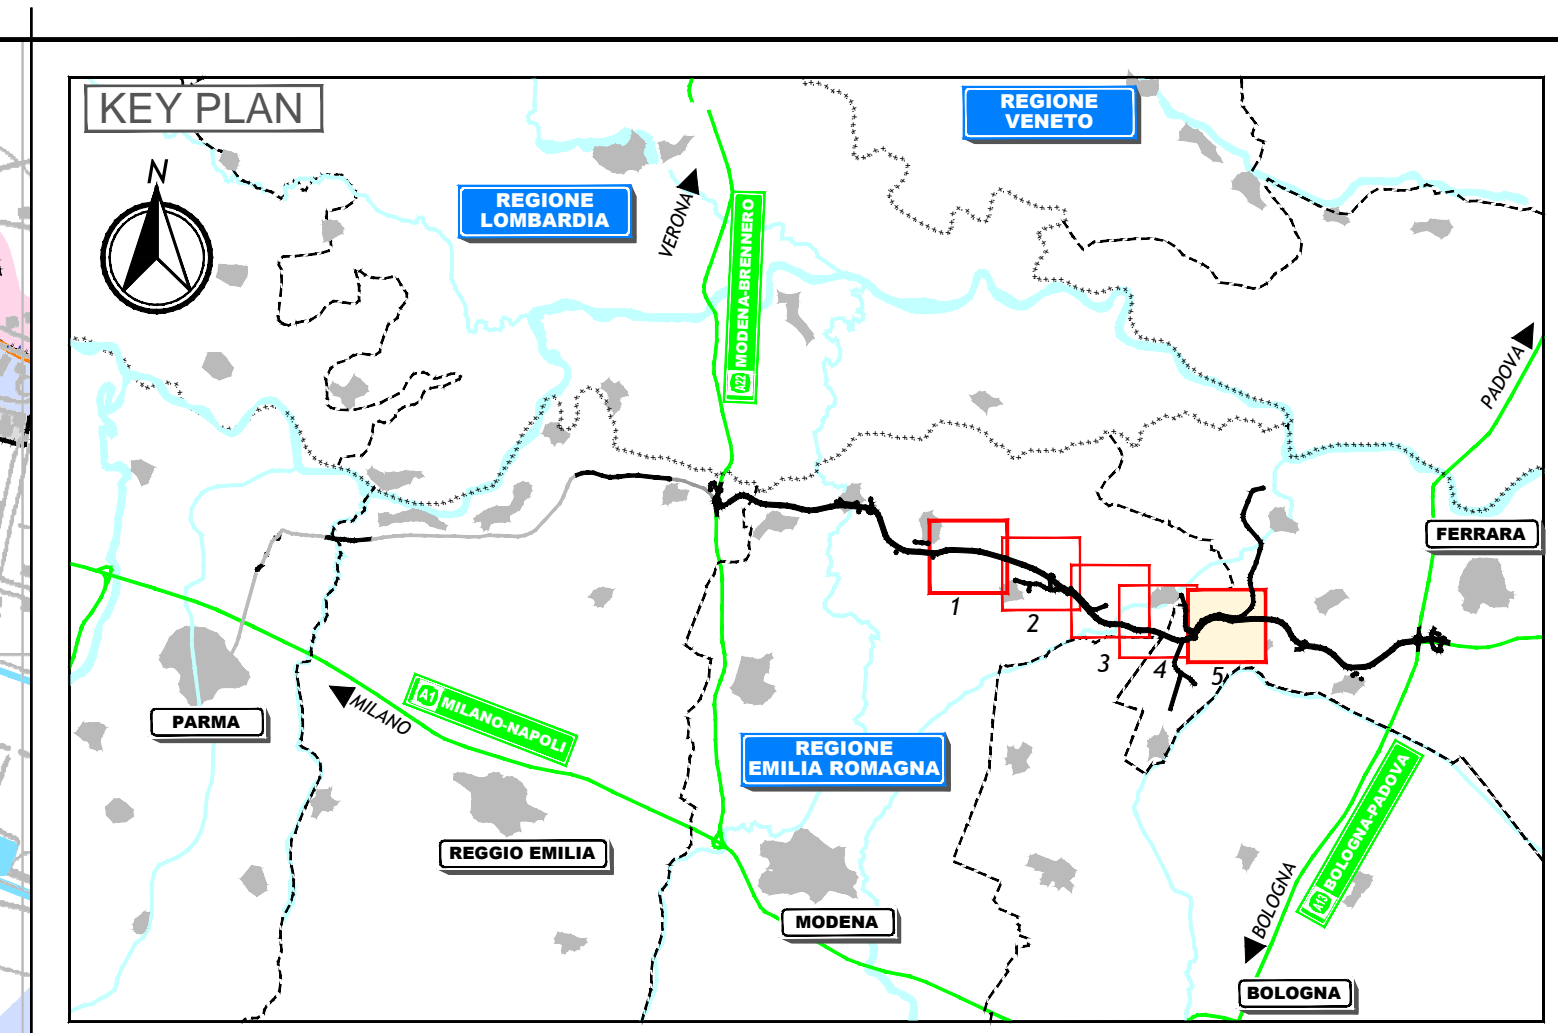 KEY PLAN
N
REGIONE
VENETO
REGIONE
LOMBARDIA
VERONA
A22 MODENA-BRENNERO
PADOVA
FERRARA
1
2
3
4
5
PARMA
MILANO
A1 MILANO-NAPOLI
REGIONE
EMILIA ROMAGNA
A13 BOLOGNA-PADOVA
REGGIO EMILIA
MODENA
BOLOGNA
BOLOGNA